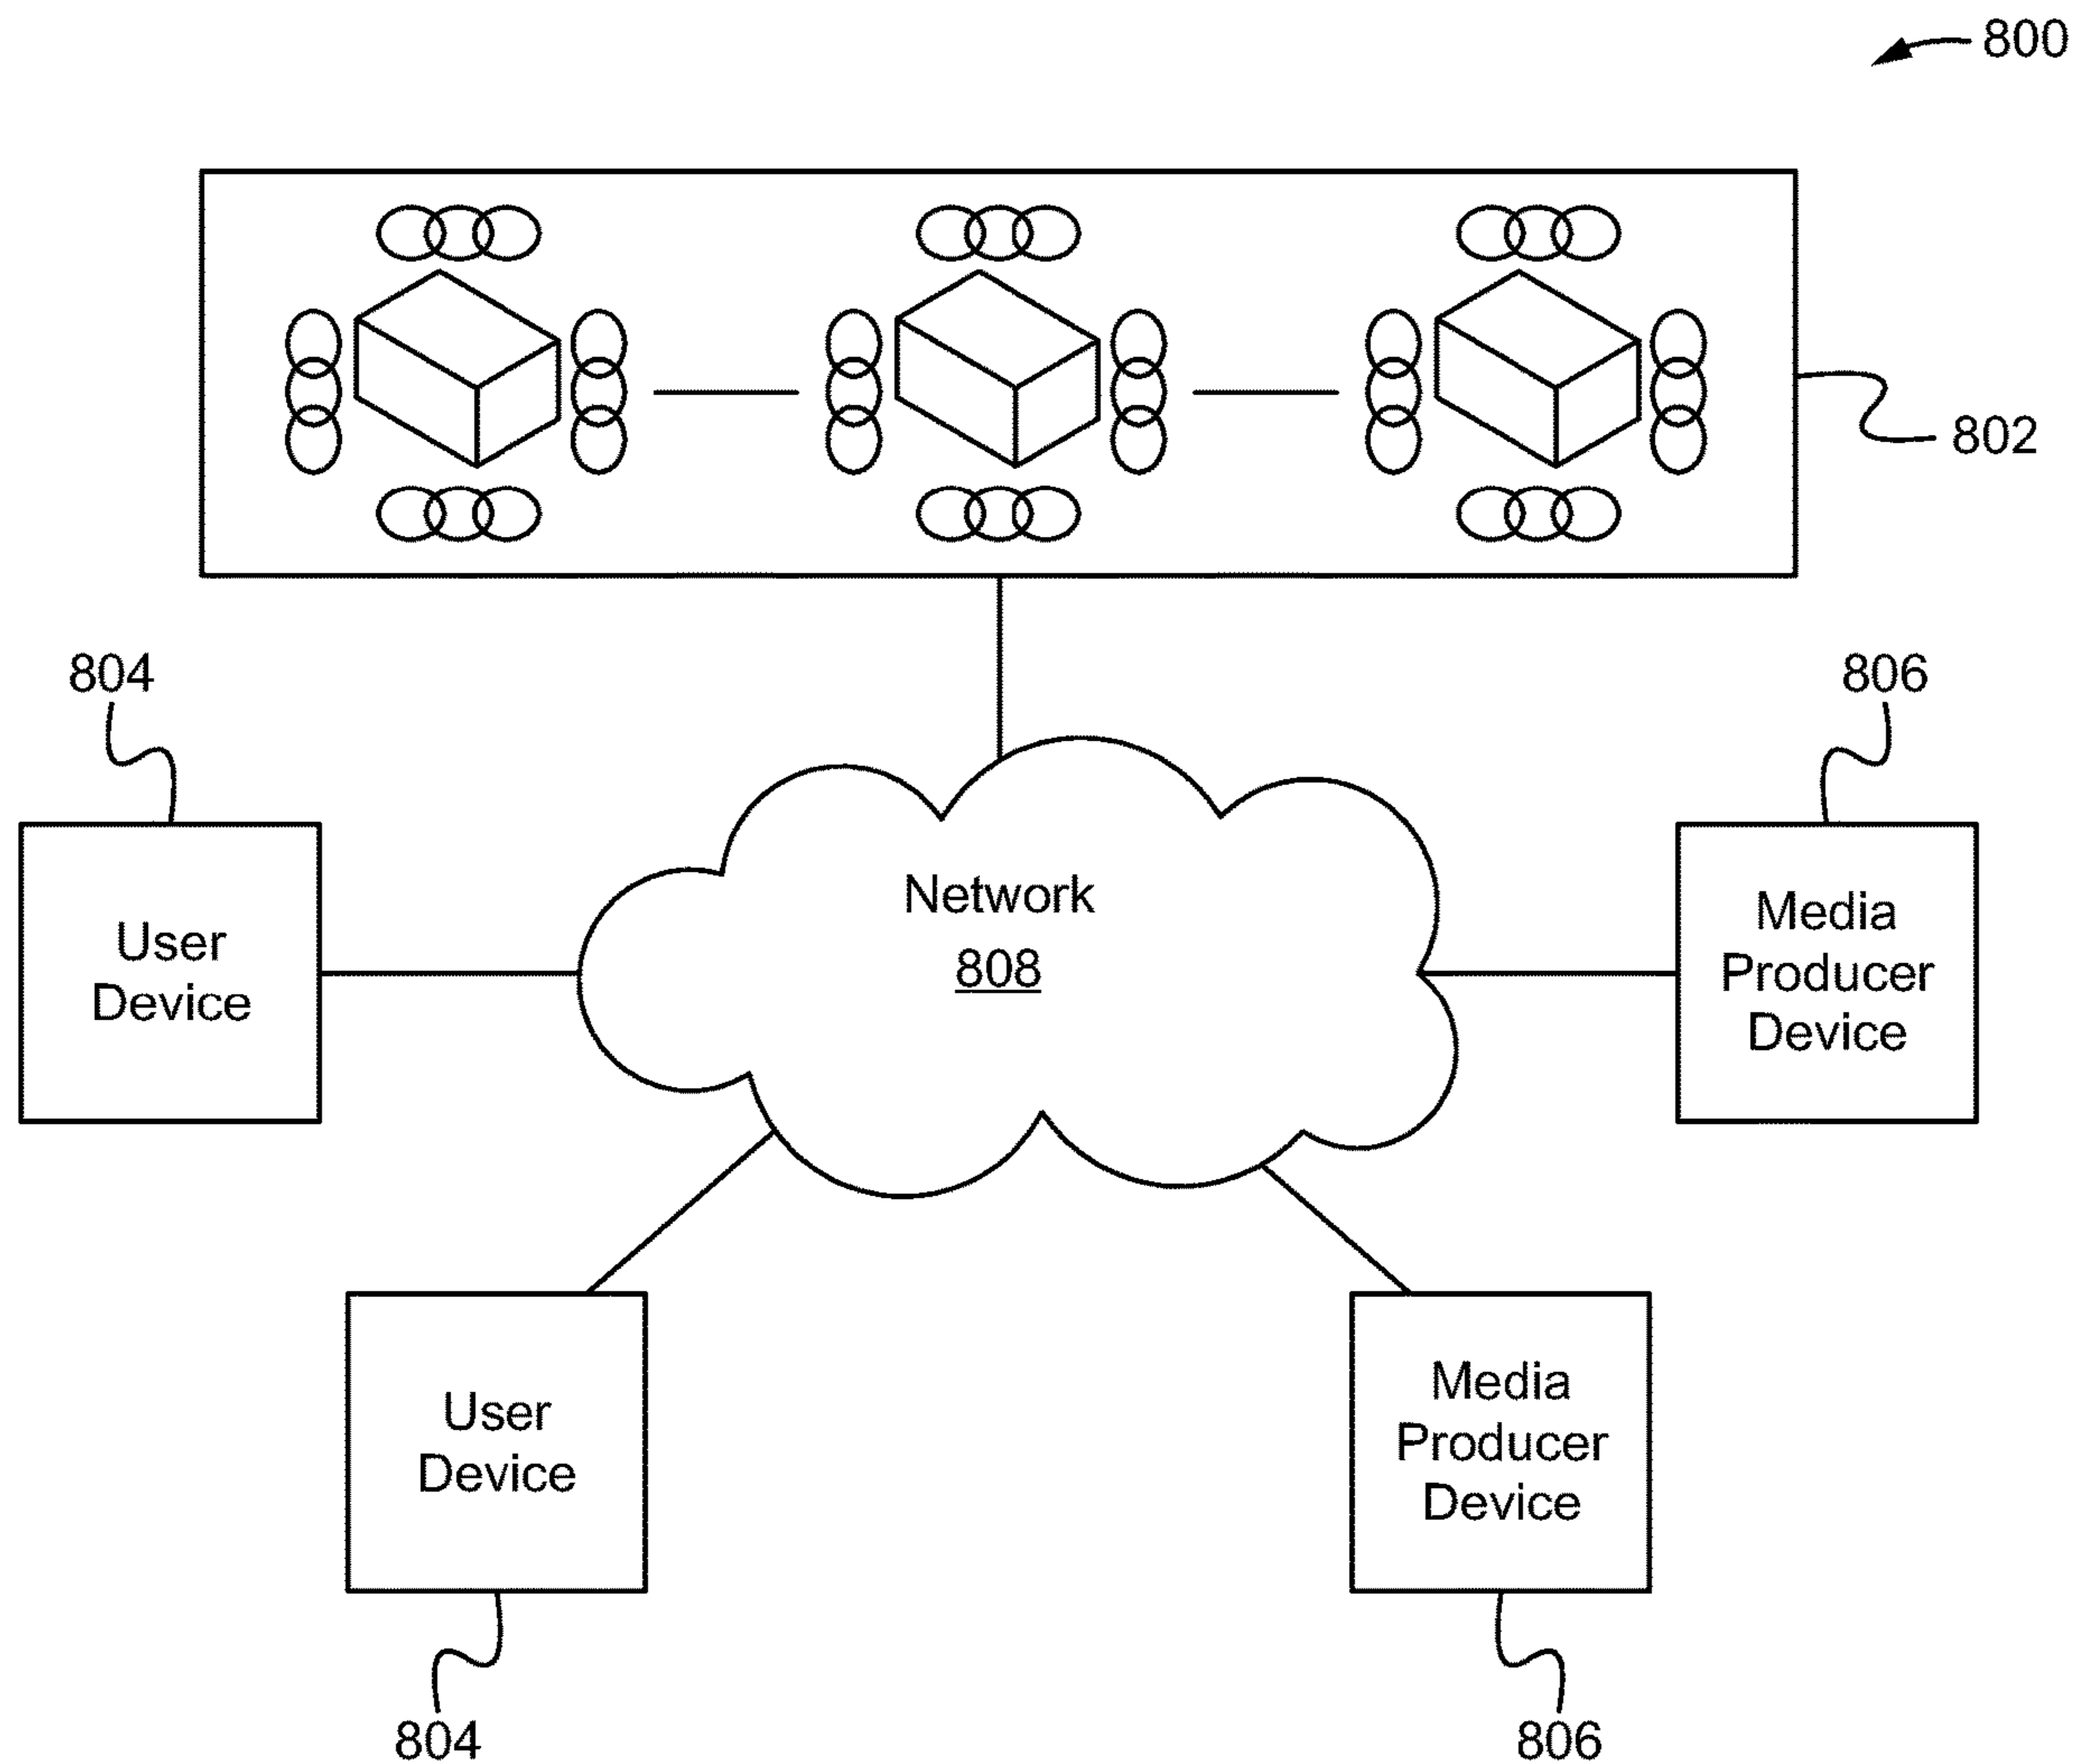 800
802
804
806
Network
808
User
Device
Media
Producer
Device
User
Device
Media
Producer
Device
804
806